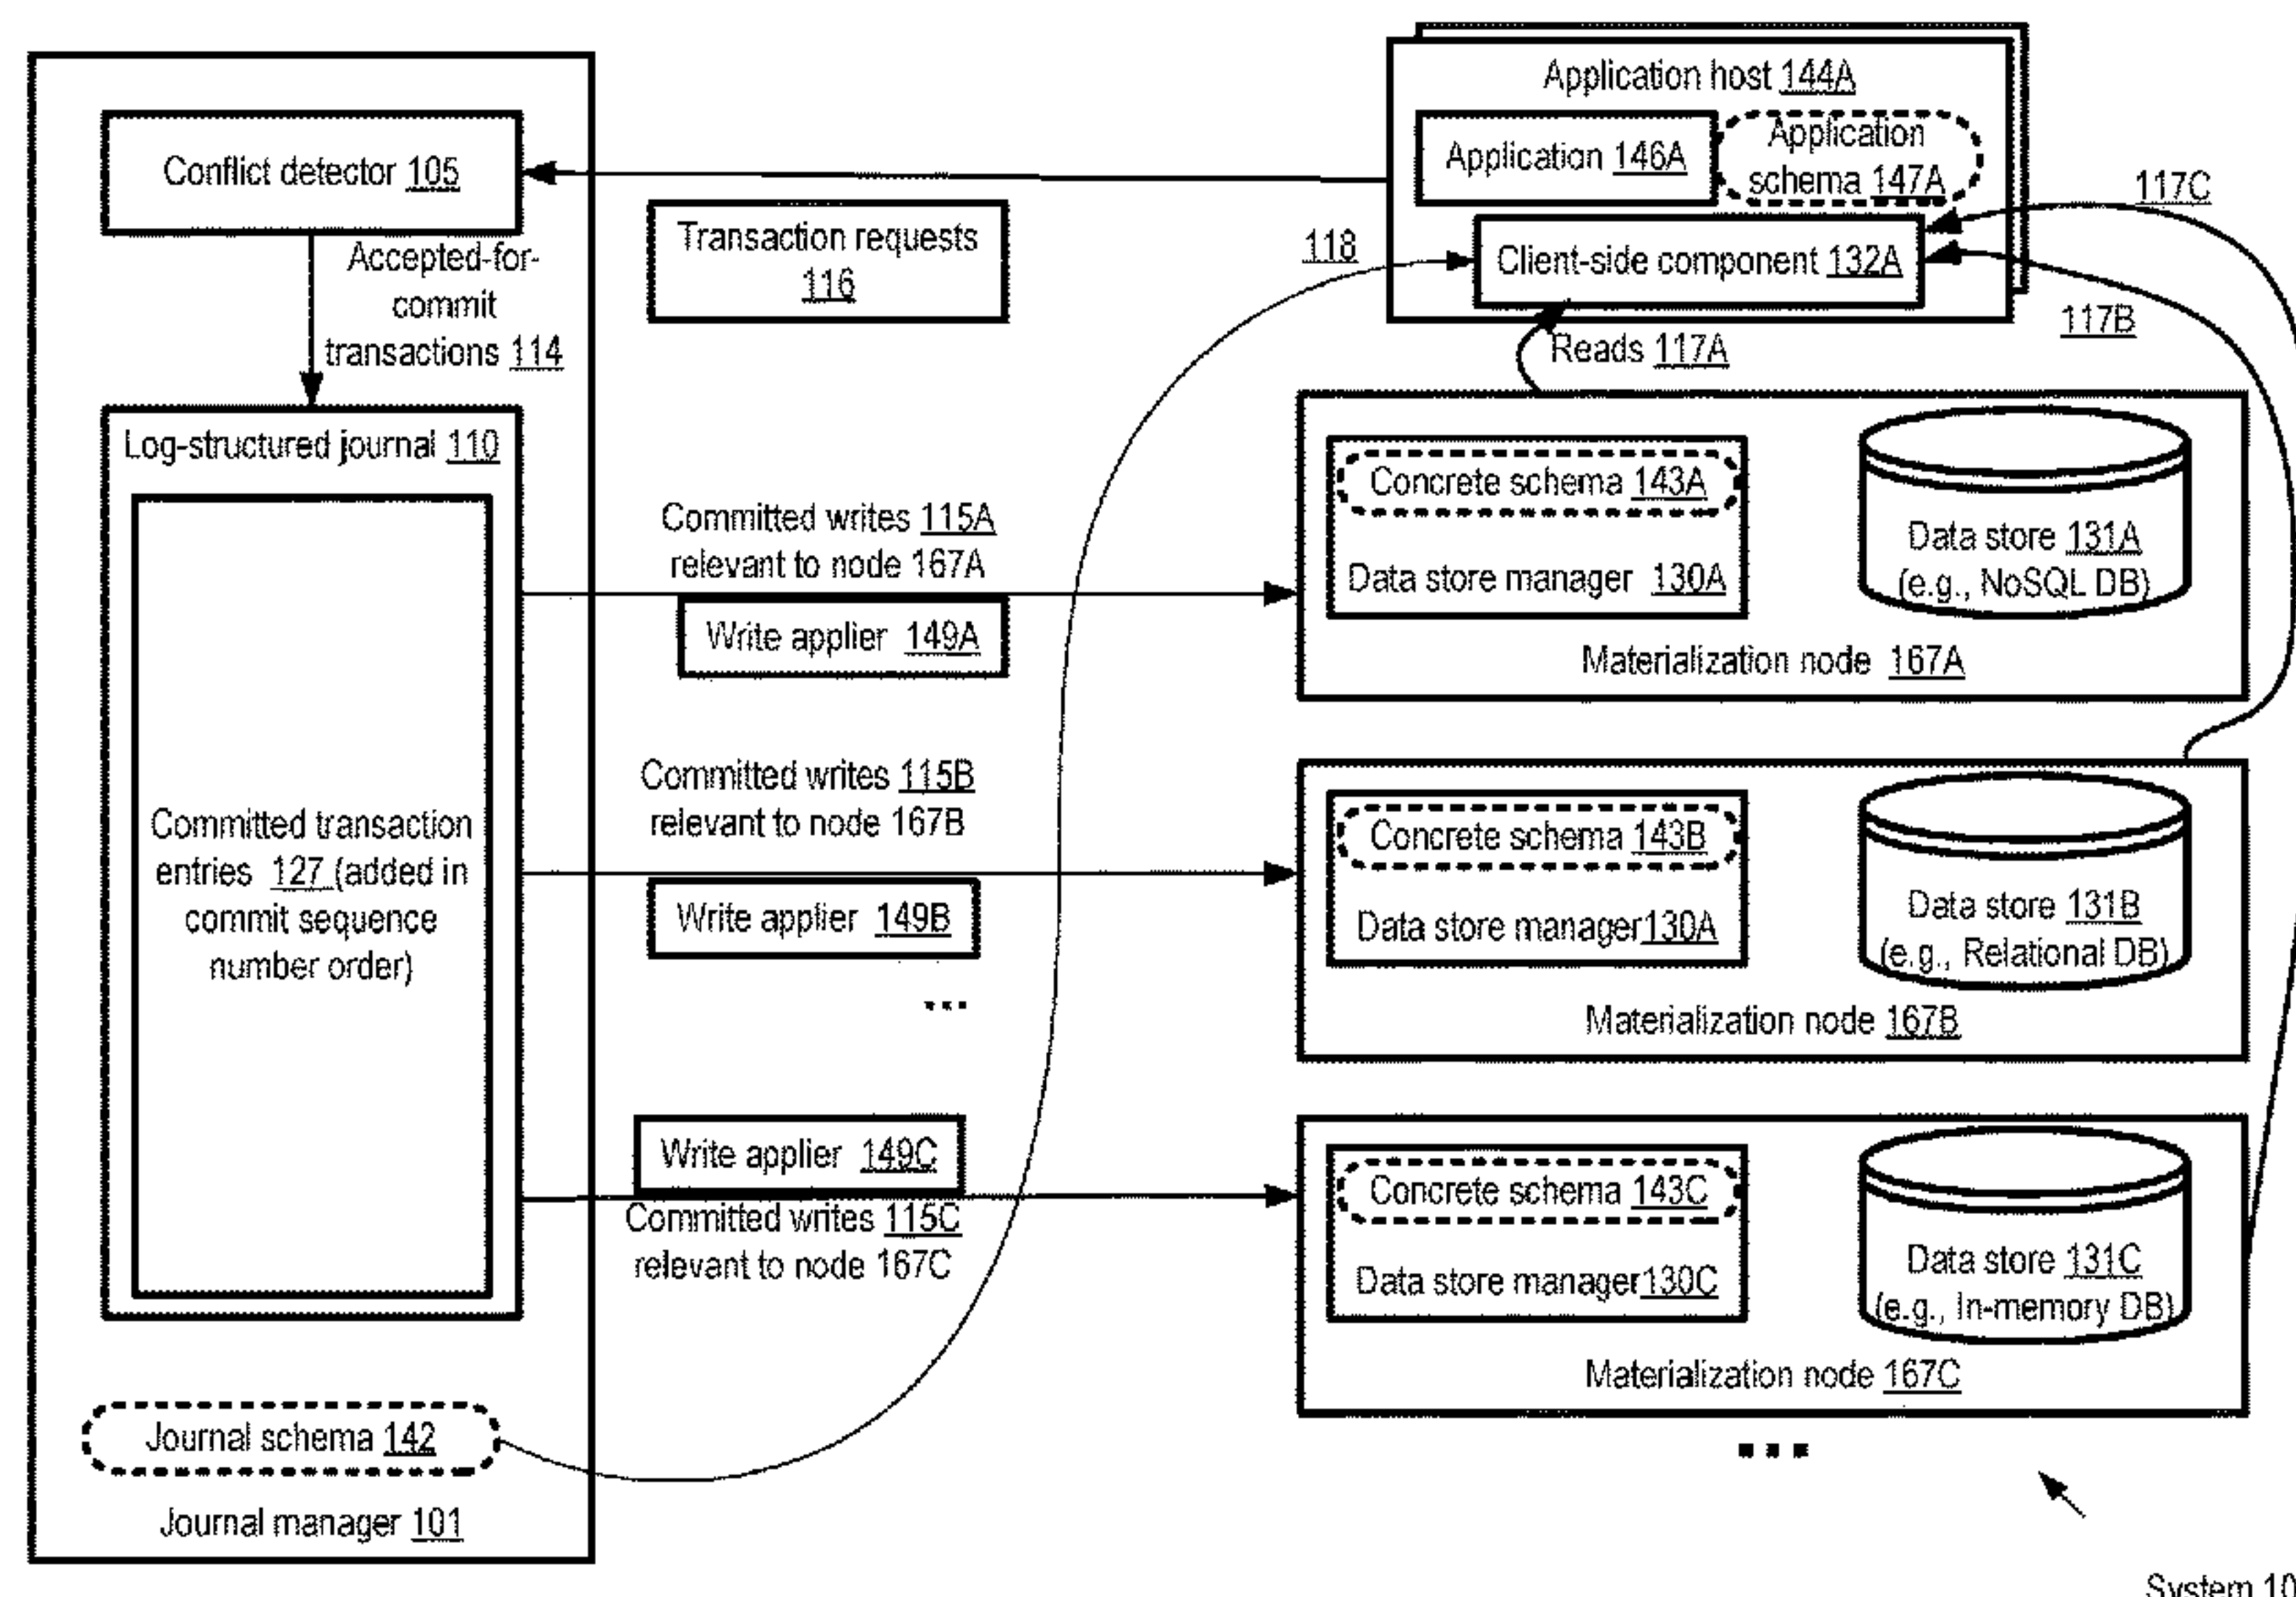 Application host 144A
Application 146A
Application
schema 147A
Client-side component 132A
117C
117B
118
Reads 117A
Conflict detector 105
Transaction requests
116
Accepted-for-
commit
transactions 114
Log-structured journal 110
Committed transaction
entries 127 (added in
commit sequence
number order)
Committed writes 115A
relevant to node 167A
Write applier 149A
Committed writes 115B
relevant to node 167B
Write applier 149B
...
Write applier 149C
Committed writes 115C
relevant to node 167C
Concrete schema 143A
Data store manager 130A
Data store 131A
(e.g., NoSQL DB)
Materialization node 167A
Concrete schema 143B
Data store manager 130A
Data store 131B
(e.g., Relational DB)
Materialization node 167B
Concrete schema 143C
Data store manager 130C
Data store 131C
(e.g., In-memory DB)
Materialization node 167C
...
Journal schema 142
Journal manager 101
System 10